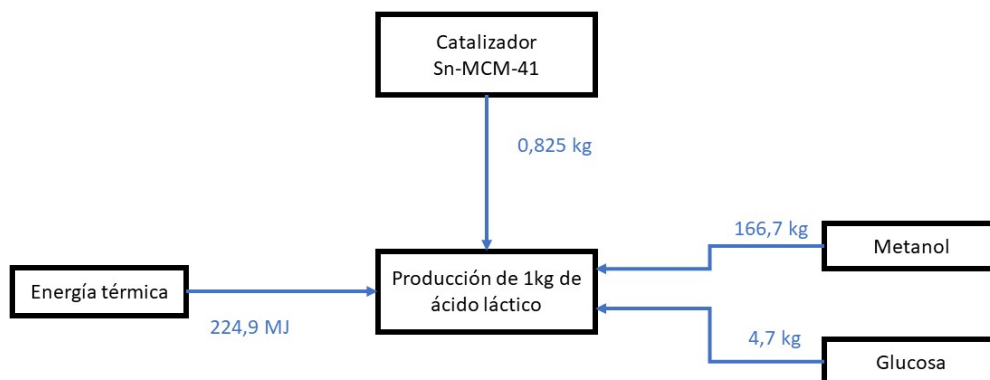 Catalizador
Sn-MCM-41
0,825 kg
166,7 kg
Metanol
Energía térmica
Producción de 1kg de
ácido láctico
224,9 MJ
4,7 kg
Glucosa